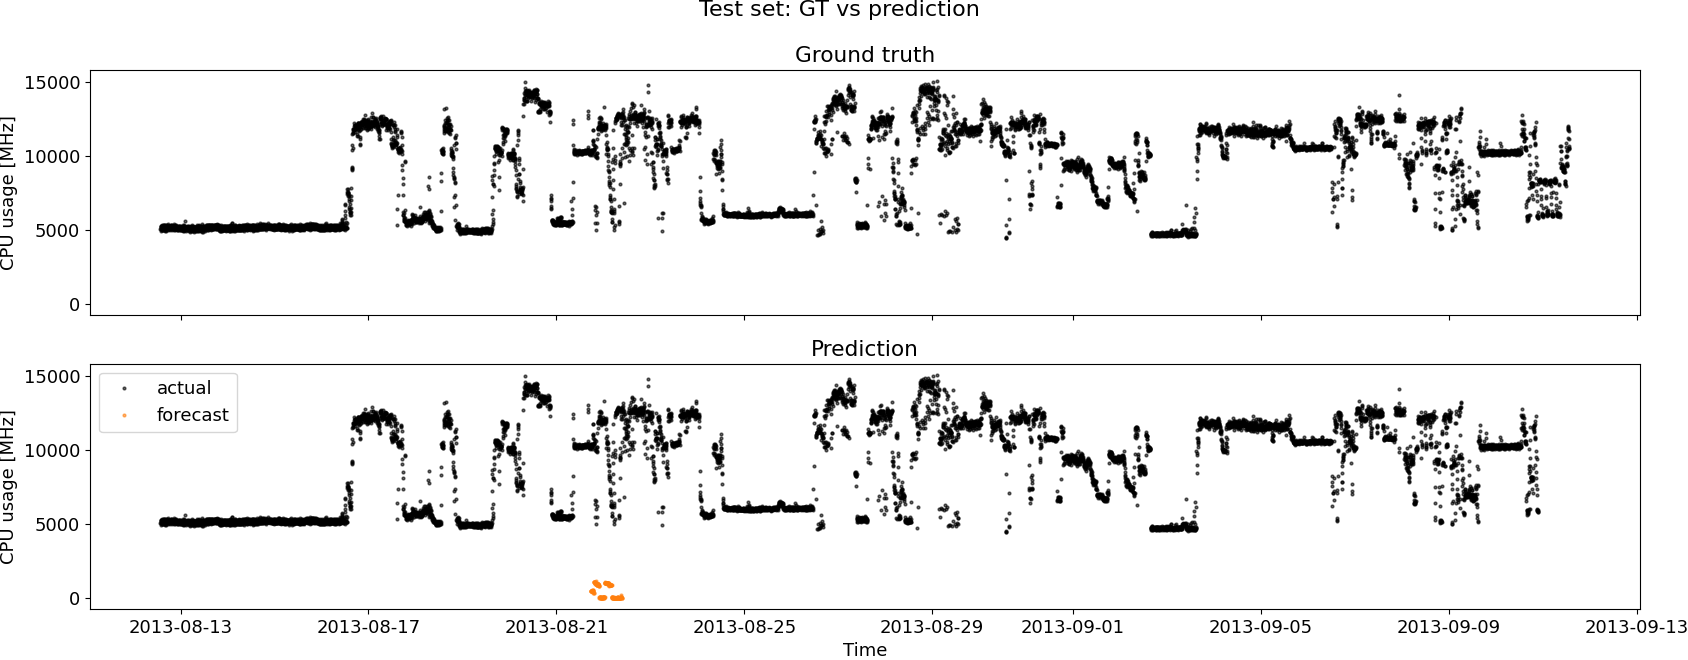 Test set: GT vs prediction
Ground truth
15000
10000
5000
0
CPU usage [MHz]
Prediction
15000
10000
5000
0
CPU usage [MHz]
actual
forecast
2013-08-13 2013-08-17 2013-08-21 2013-08-25 2013-08-29 2013-09-01 2013-09-05 2013-09-09 2013-09-13
Time